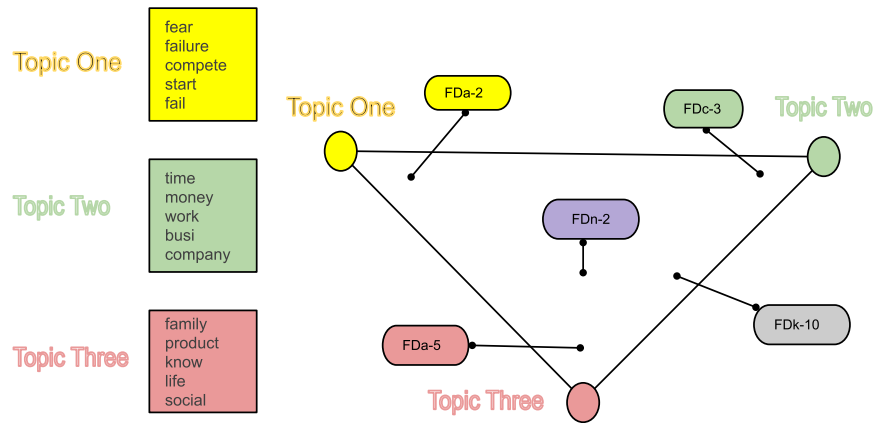 Topic One
fear
failure
compete
start
fail
Topic Two
time
money
work
busi
company
Topic Three
family
product
know
life
social
Topic One
FDa-2
FDc-3
Topic Two
FDn-2
FDk-10
FDa-5
Topic Three